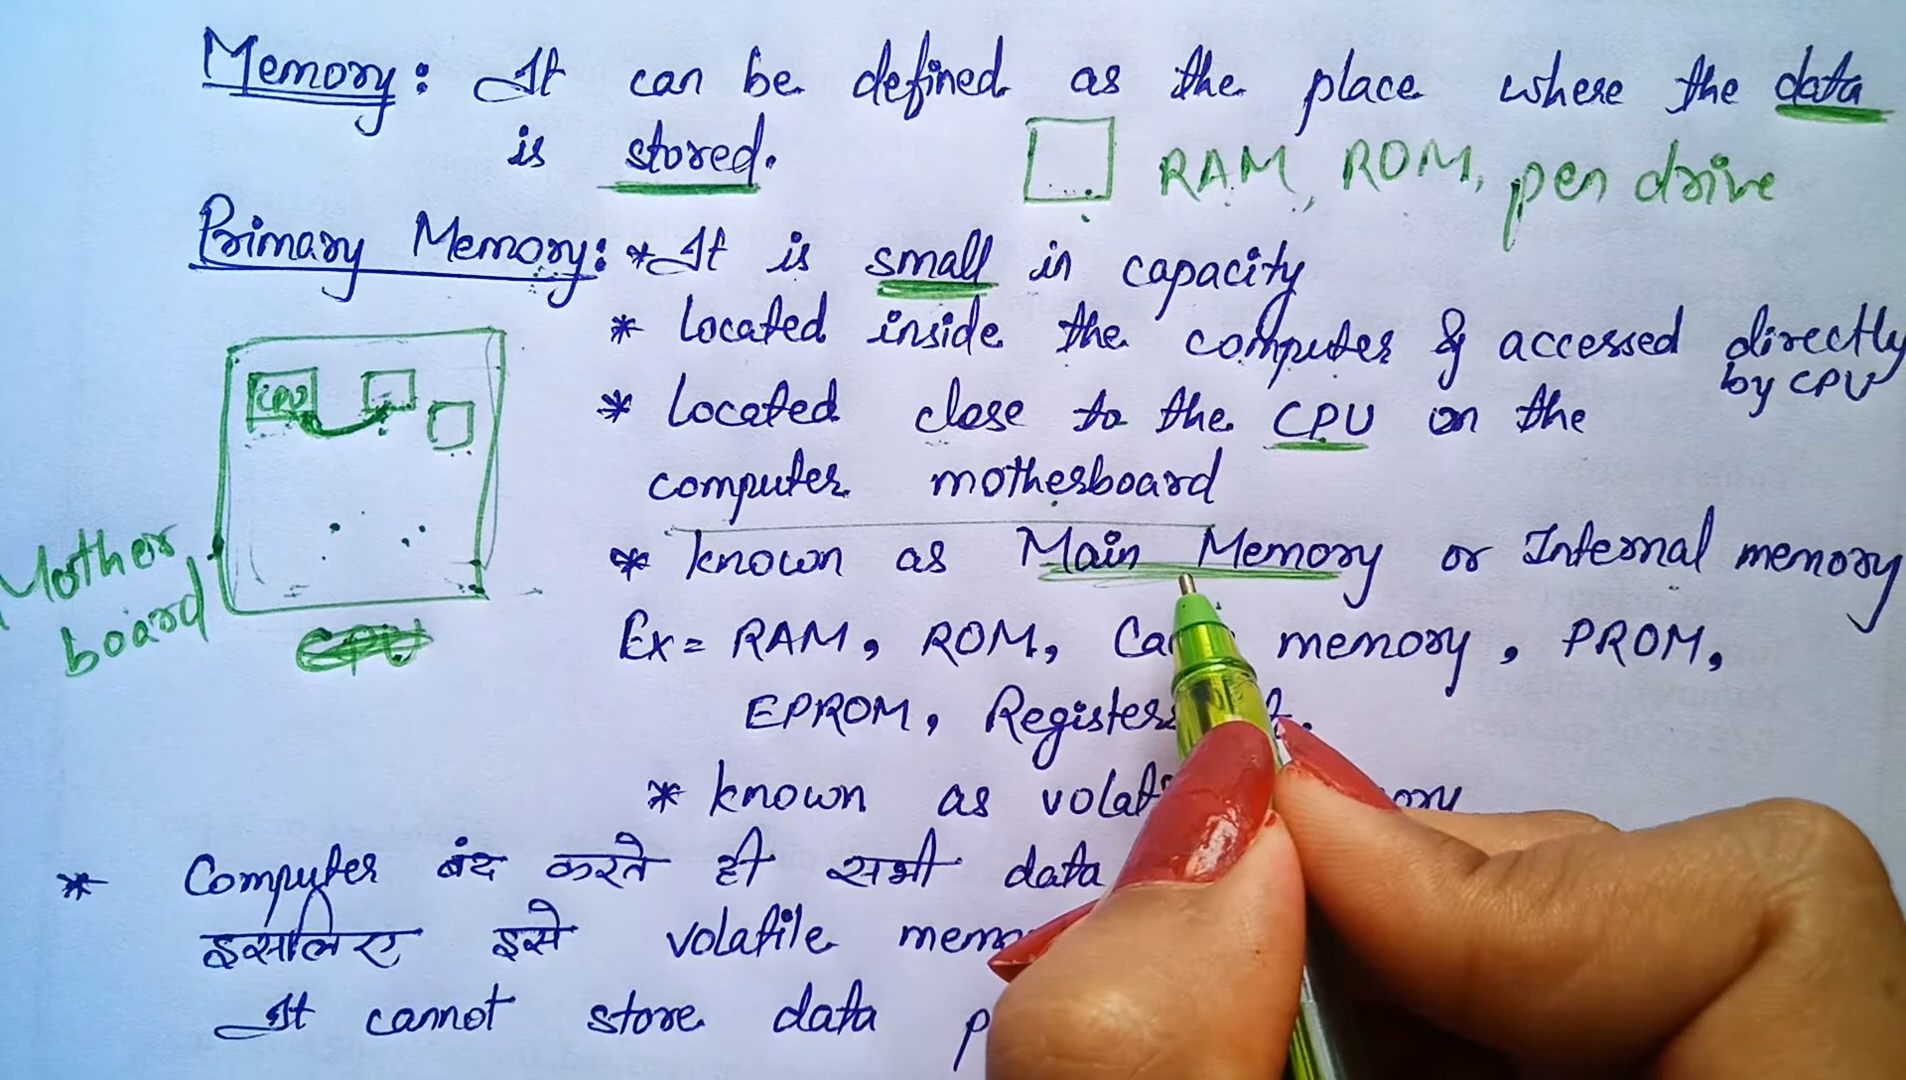 Memory: It can be defined as the place where the data
is stored.
RAM, ROM, pen drive
Primary Memory: * It is small in capacity
* Located inside the computer & accessed directly
by CPU
* Located close to the CPU on the
computer motherboard
* known as Main Memory or Internal memory
Ex = RAM, ROM, memory, PROM,
EPROM, Registers
* known as
CPU
Mother
board
CPU
* Computer बंद करते ही सभी data
इसलिए इसे volatile
It cannot store data